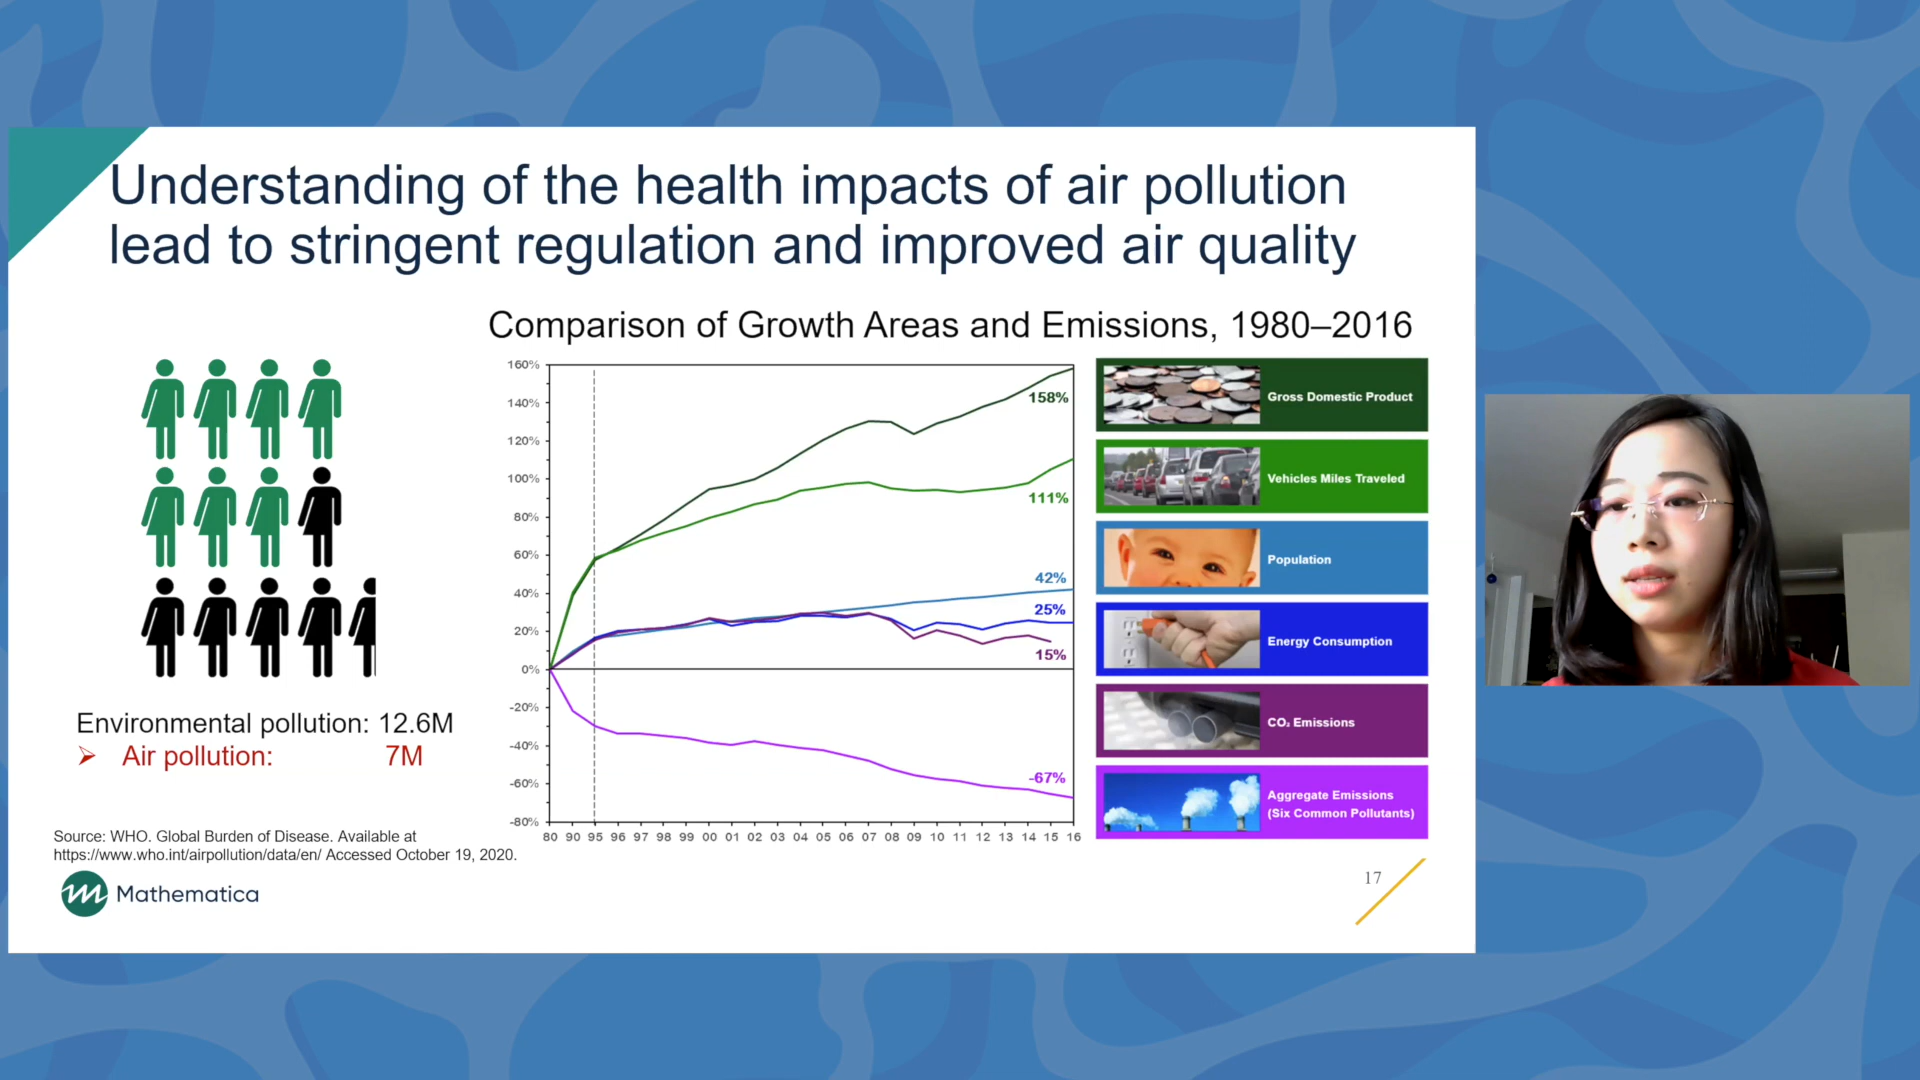 Understanding of the health impacts of air pollution
lead to stringent regulation and improved air quality
Comparison of Growth Areas and Emissions, 1980–2016
160%
140%
120%
100%
80%
60%
40%
20%
0%
-20%
-40%
-60%
-80%
80 90 95 96 97 98 99 00 01 02 03 04 05 06 07 08 09 10 11 12 13 14 15 16
158%
111%
42%
25%
15%
-67%
Gross Domestic Product
Vehicles Miles Traveled
Population
Energy Consumption
CO₂ Emissions
Aggregate Emissions
(Six Common Pollutants)
Environmental pollution: 12.6M
➢ Air pollution: 7M
Source: WHO. Global Burden of Disease. Available at
https://www.who.int/airpollution/data/en/ Accessed October 19, 2020.
m Mathematica
17